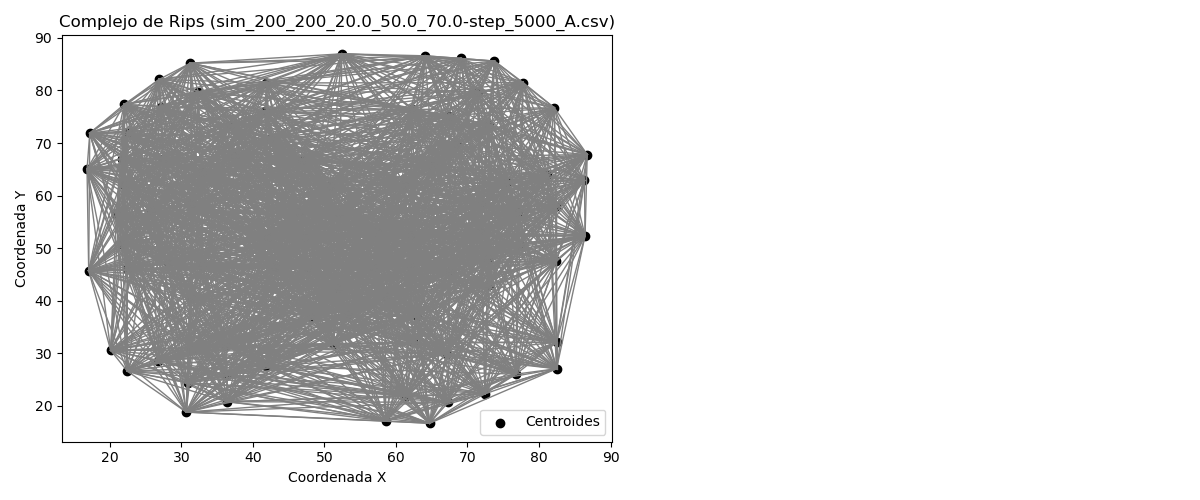 Complejo de Rips (sim_200_200_20.0_50.0_70.0-step_5000_A.csv)
90
80
70
60
50
40
30
20
Coordenada Y
Centroides
20 30 40 50 60 70 80 90
Coordenada X